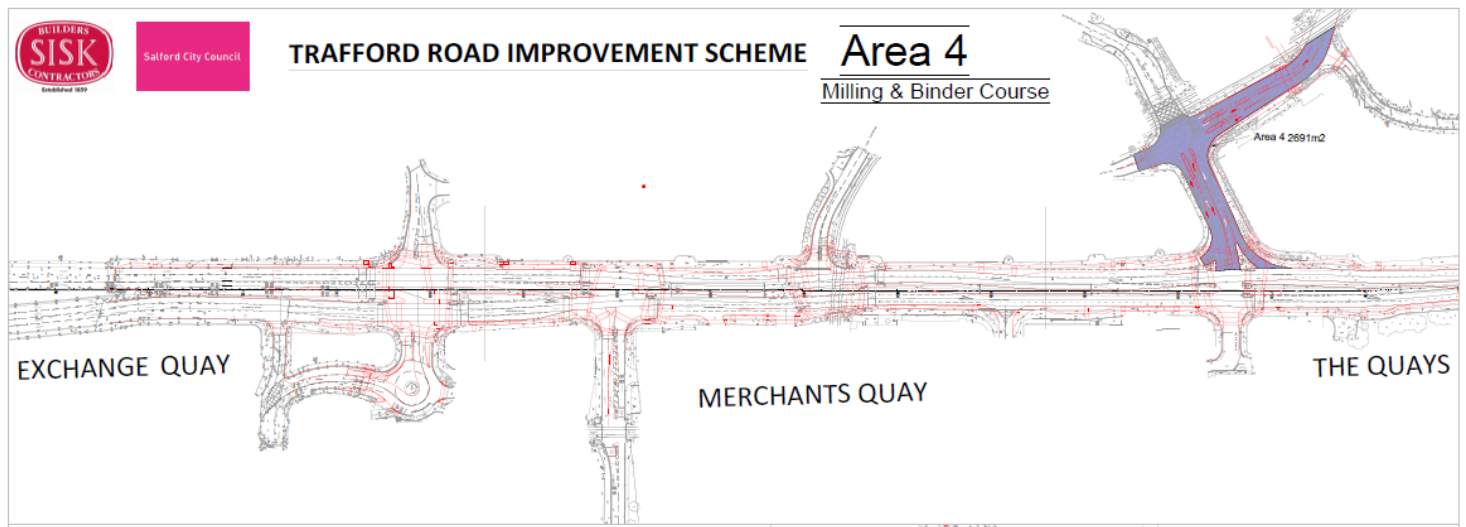 BUILDERS
SISK
CONTRACTORS
Established 1859
Salford City Council
TRAFFORD ROAD IMPROVEMENT SCHEME
Area 4
Milling & Binder Course
Area 4 2691m2
EXCHANGE QUAY
MERCHANTS QUAY
THE QUAYS